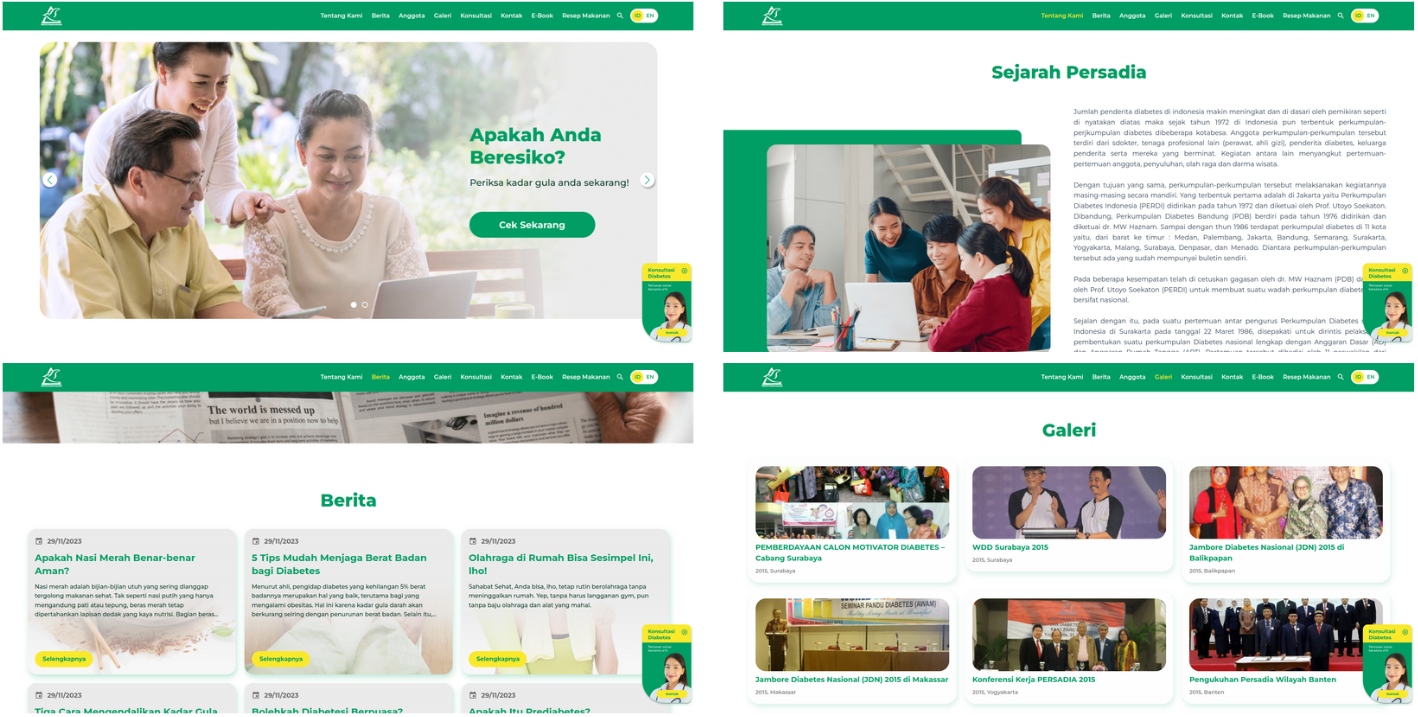 Tentang Kami Berita Anggota Galeri Konsultasi Kontak E-Book Resep Makanan ID EN
Apakah Anda
Beresiko?
Periksa kadar gula anda sekarang!
Cek Sekarang
Konsultasi
Diabetes
Tentang Kami Berita Anggota Galeri Konsultasi Kontak E-Book Resep Makanan ID EN
Sejarah Persadia
Jumlah penderita diabetes di indonesia makin meningkat dan di dasari oleh pemikiran seperti
di nyatakan diatas maka sejak tahun 1972 di Indonesia pun terbentuk perkumpulan-
perjkumpulan diabetes dibeberapa kotabesa. Anggota perkumpulan-perkumpulan tersebut
terdiri dari sdokter, tenaga profesional lain (perawat, ahli gizi), penderita diabetes, keluarga
penderita serta mereka yang berminat. Kegiatan antara lain menyangkut pertemuan-
pertemuan anggota, penyuluhan, olah raga dan darma wisata.
Dengan tujuan yang sama, perkumpulan-perkumpulan tersebut melaksanakan kegiatannya
masing-masing secara mandiri. Yang terbentuk pertama adalah di Jakarta yaitu Perkumpulan
Diabetes Indonesia (PERDI) didirikan pada tahun 1972 dan diketuai oleh Prof. Utoyo Soekaton.
Dibandung, Perkumpulan Diabetes Bandung (PDB) berdiri pada tahun 1976 didirikan dan
diketuai dr. MW Haznam. Sampai dengan thun 1986 terdapat perkumpulal diabetes di 11 kota
yaitu, dari barat ke timur : Medan, Palembang, Jakarta, Bandung, Semarang, Surakarta,
Yogyakarta, Malang, Surabaya, Denpasar, dan Menado. Diantara perkumpulan-perkumpulan
tersebut ada yang sudah mempunyai buletin sendiri.
Pada beberapa kesempatan telah di cetuskan gagasan oleh dr. MW Haznam (PDB) d
oleh Prof. Utoyo Soekaton (PERDI) untuk membuat suatu wadah perkumpulan diabete
bersifat nasional.
Sejalan dengan itu, pada suatu pertemuan antar pengurus Perkumpulan Diabetes
Indonesia di Surakarta pada tanggal 22 Maret 1986, disepakati untuk dirintis pelaks
pembentukan suatu perkumpulan Diabetes nasional lengkap dengan Anggaran Dasar (AD)
dan Anggaran Rumah Tangga (ART). Pertemuan tersebut dihadiri oleh 11 perwakilan dari
Konsultasi
Diabetes
Tentang Kami Berita Anggota Galeri Konsultasi Kontak E-Book Resep Makanan ID EN
The world is messed up
but I believe we are in a position now to help
Imagine a revenue of hundred
million dollars
Berita
29/11/2023
Apakah Nasi Merah Benar-benar
Aman?
Nasi merah adalah bijian-bijian utuh yang sering dianggap
tergolong makanan sehat. Tak seperti nasi putih yang hanya
mengandung pati atau tepung, beras merah tetap
dipertahankan lapisan dedak yang kaya nutrisi. Bagian beras...
Selengkapnya
29/11/2023
5 Tips Mudah Menjaga Berat Badan
bagi Diabetes
Menurut ahli, pengidap diabetes yang kehilangan 5% berat
badannya merupakan hal yang baik, terutama bagi yang
mengalami obesitas. Hal ini karena kadar gula darah akan
berkurang seiring dengan penurunan berat badan. Selain itu,...
Selengkapnya
29/11/2023
Olahraga di Rumah Bisa Sesimpel Ini,
lho!
Sahabat Sehat, Anda bisa, lho, tetap rutin berolahraga tanpa
meninggalkan rumah. Yep, tanpa harus langganan gym, pun
tanpa baju olahraga dan alat yang mahal.
Selengkapnya
29/11/2023
Tiga Cara Mengendalikan Kadar Gula
29/11/2023
Bolehkah Diabetesi Berpuasa?
29/11/2023
Apakah Itu Prediabetes?
Konsultasi
Diabetes
Tentang Kami Berita Anggota Galeri Konsultasi Kontak E-Book Resep Makanan ID EN
Galeri
PEMBERDAYAAN CALON MOTIVATOR DIABETES –
Cabang Surabaya
2015, Surabaya
WDD Surabaya 2015
2015, Surabaya
Jambore Diabetes Nasional (JDN) 2015 di
Balikpapan
2015, Balikpapan
SEMINAR PANDU DIABETES (AWAM)
Jambore Diabetes Nasional (JDN) 2015 di Makassar
2015, Makassar
Konferensi Kerja PERSADIA 2015
2015, Yogyakarta
Pengukuhan Persadia Wilayah Banten
2015, Banten
Konsultasi
Diabetes